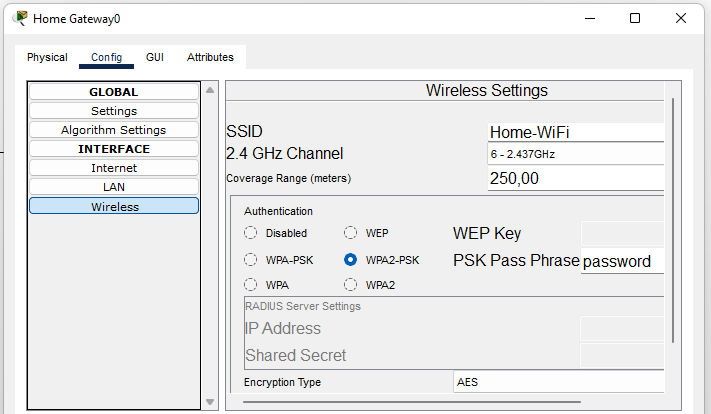 Home Gateway0
Physical Config GUI Attributes
GLOBAL
Settings
Algorithm Settings
INTERFACE
Internet
LAN
Wireless
Wireless Settings
SSID Home-WiFi
2.4 GHz Channel 6 - 2.437GHz
Coverage Range (meters) 250,00
Authentication
Disabled WEP WEP Key
WPA-PSK WPA2-PSK PSK Pass Phrase password
WPA WPA2
RADIUS Server Settings
IP Address
Shared Secret
Encryption Type AES